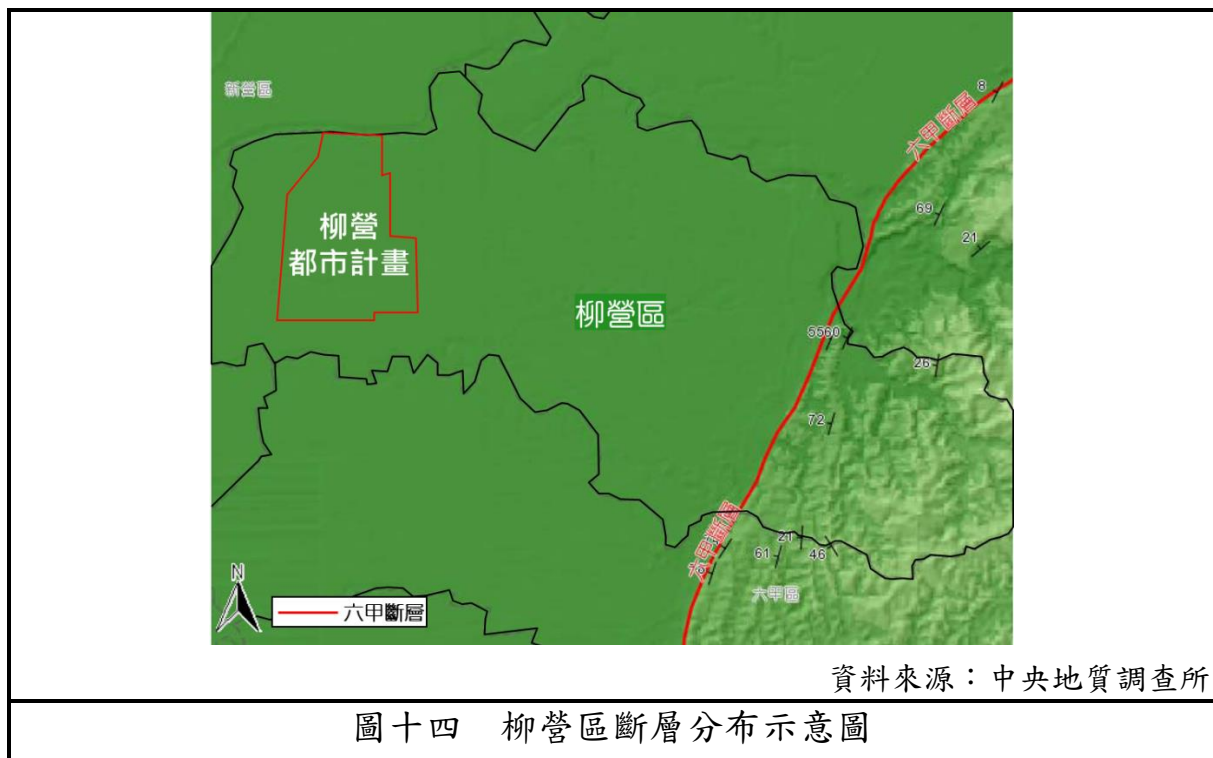 新營區
8
六甲斷層
69
21
柳營
都市計畫
柳營區
5560
26
72
六甲斷層
21
61
46
六甲區
N
六甲斷層
資料來源：中央地質調查所
圖十四 柳營區斷層分布示意圖